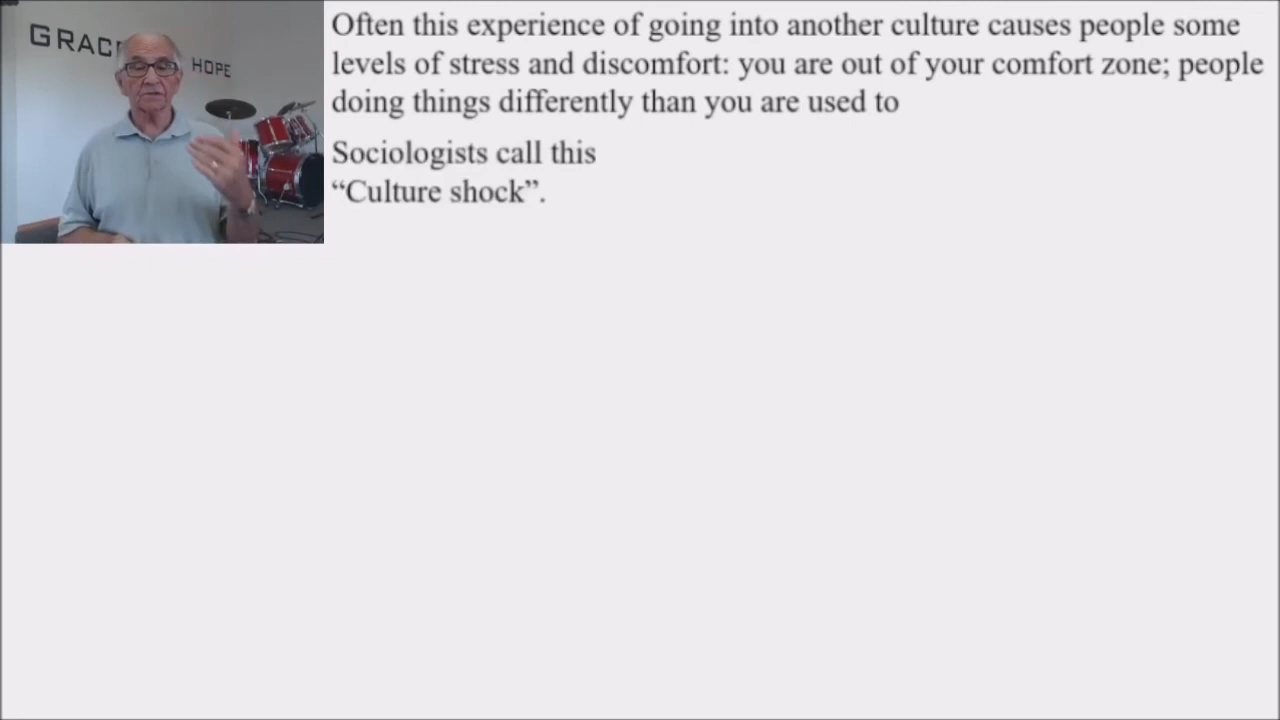 GRAC HOPE
Often this experience of going into another culture causes people some
levels of stress and discomfort: you are out of your comfort zone; people
doing things differently than you are used to
Sociologists call this
“Culture shock”.